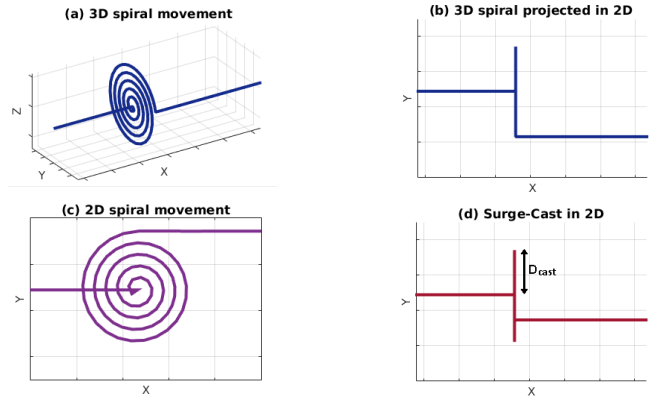 (a) 3D spiral movement
Z
Y
X
(b) 3D spiral projected in 2D
Y
X
(c) 2D spiral movement
Y
X
(d) Surge-Cast in 2D
Dcast
Y
X